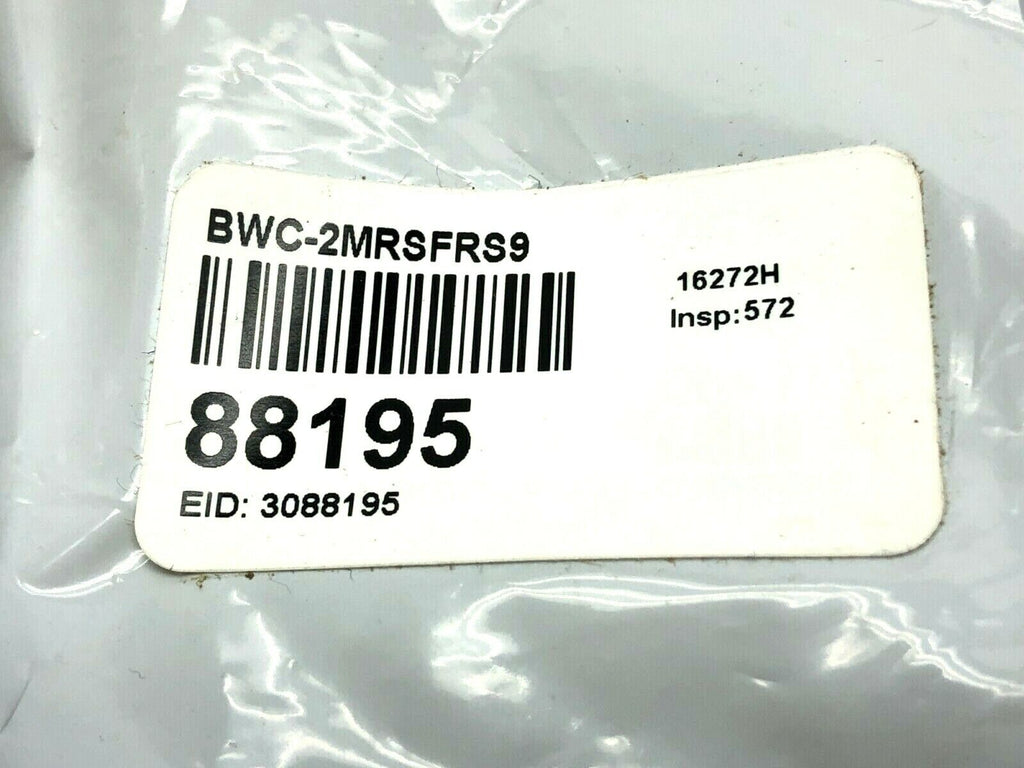 BWC-2MRSFRS9
16272H
Insp:572
88195
EID: 3088195